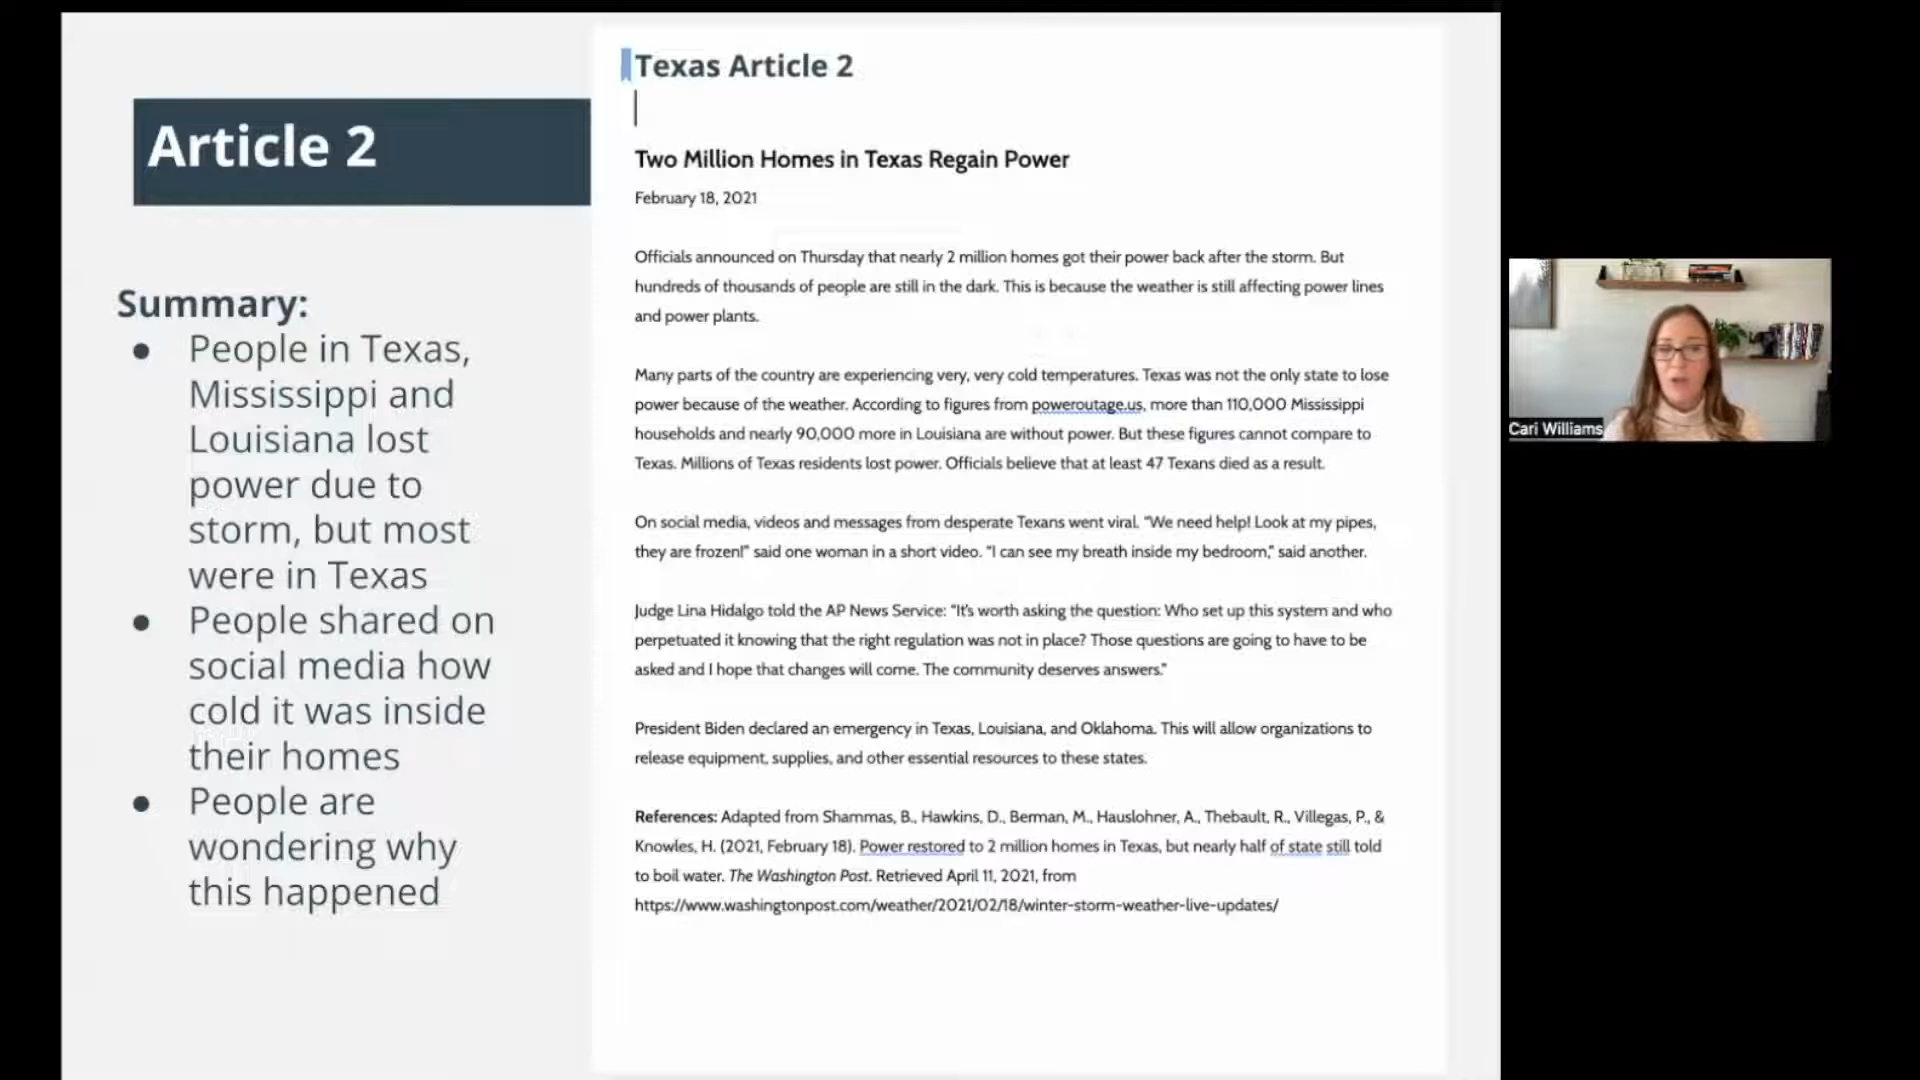 Article 2
Summary:
● People in Texas,
Mississippi and
Louisiana lost
power due to
storm, but most
were in Texas
● People shared on
social media how
cold it was inside
their homes
● People are
wondering why
this happened
Texas Article 2
Two Million Homes in Texas Regain Power
February 18, 2021
Officials announced on Thursday that nearly 2 million homes got their power back after the storm. But
hundreds of thousands of people are still in the dark. This is because the weather is still affecting power lines
and power plants.
Many parts of the country are experiencing very, very cold temperatures. Texas was not the only state to lose
power because of the weather. According to figures from poweroutage.us, more than 110,000 Mississippi
households and nearly 90,000 more in Louisiana are without power. But these figures cannot compare to
Texas. Millions of Texas residents lost power. Officials believe that at least 47 Texans died as a result.
On social media, videos and messages from desperate Texans went viral. “We need help! Look at my pipes,
they are frozen!” said one woman in a short video. “I can see my breath inside my bedroom,” said another.
Judge Lina Hidalgo told the AP News Service: “It’s worth asking the question: Who set up this system and who
perpetuated it knowing that the right regulation was not in place? Those questions are going to have to be
asked and I hope that changes will come. The community deserves answers.”
President Biden declared an emergency in Texas, Louisiana, and Oklahoma. This will allow organizations to
release equipment, supplies, and other essential resources to these states.
References: Adapted from Shammas, B., Hawkins, D., Berman, M., Hauslohner, A., Thebault, R., Villegas, P., &
Knowles, H. (2021, February 18). Power restored to 2 million homes in Texas, but nearly half of state still told
to boil water. The Washington Post. Retrieved April 11, 2021, from
https://www.washingtonpost.com/weather/2021/02/18/winter-storm-weather-live-updates/
Cari Williams